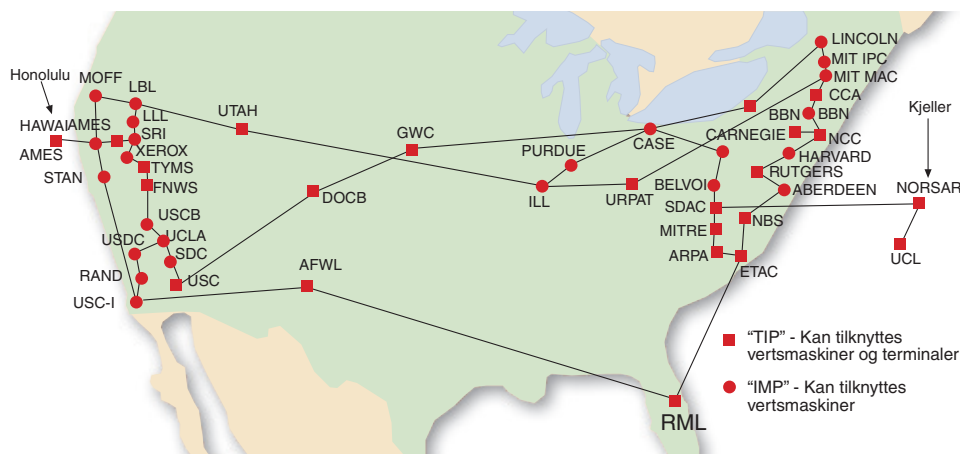 LINCOLN
MIT IPC
MIT MAC
CCA
BBN
BBN
NCC
HARVARD
RUTGERS
ABERDEEN
Kjeller
NORSAR
UCL
Honolulu
MOFF
LBL
LLL
HAWAI
AMES
SRI
XEROX
AMES
TYMS
STAN
FNWS
USCB
UCLA
USDC
SDC
RAND
USC
USC-I
UTAH
GWC
DOCB
AFWL
PURDUE
CASE
CARNEGIE
ILL
URPAT
BELVOI
SDAC
MITRE
ARPA
NBS
ETAC
RML
“TIP” - Kan tilknyttes
vertsmaskiner og terminaler
“IMP” - Kan tilknyttes
vertsmaskiner